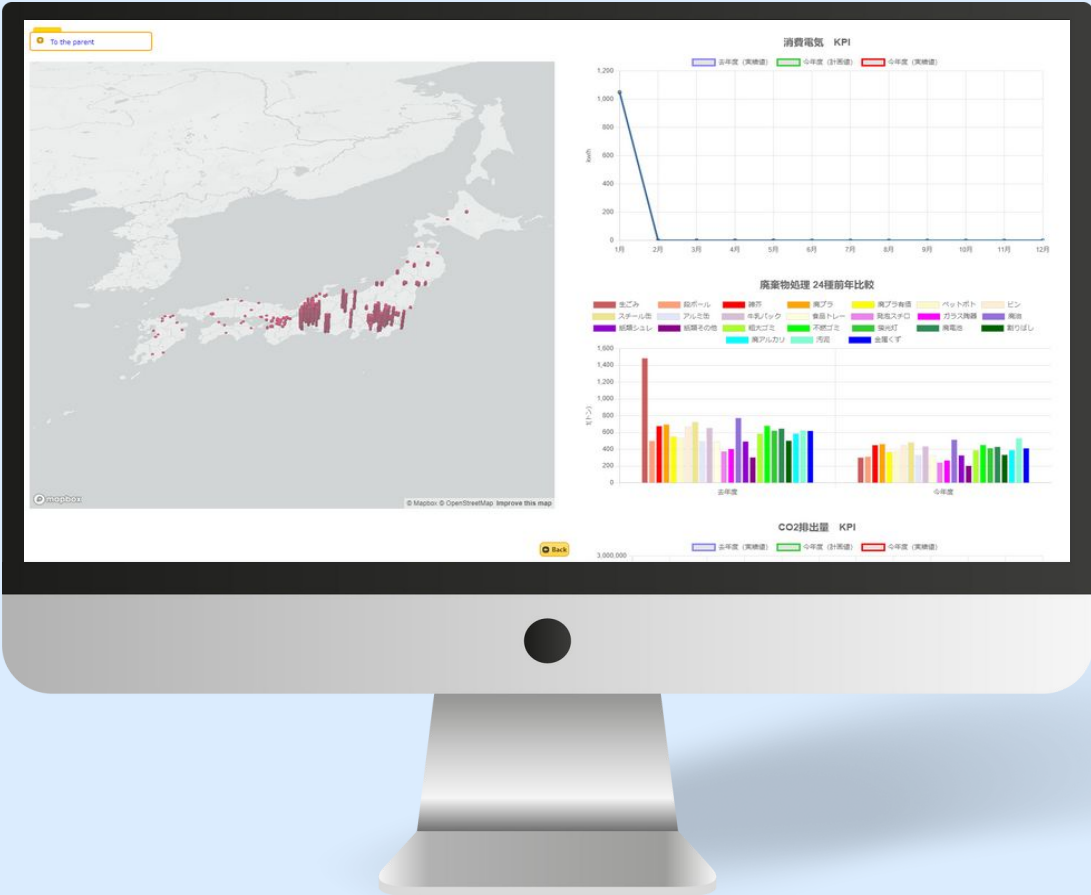 To the parent
mapbox
© Mapbox © OpenStreetMap Improve this map
Back
消費電気 KPI
去年度 (実績値) 今年度 (計画値) 今年度 (実績値)
1,200
1,000
800
600
400
200
0
kwh
1月 2月 3月 4月 5月 6月 7月 8月 9月 10月 11月 12月
廃棄物処理 24種前年比較
生ごみ 段ボール 雑芥 廃プラ 廃プラ有価 ペットボト ビン
スチール缶 アルミ缶 牛乳パック 食品トレー 発泡スチロ ガラス陶器 廃油
紙類シュレ 紙類その他 粗大ゴミ 不燃ゴミ 蛍光灯 廃電池 割りばし
廃アルカリ 汚泥 金属くず
1,600
1,400
1,200
1,000
800
600
400
200
0
去年度 今年度
CO2排出量 KPI
去年度 (実績値) 今年度 (計画値) 今年度 (実績値)
3,000,000